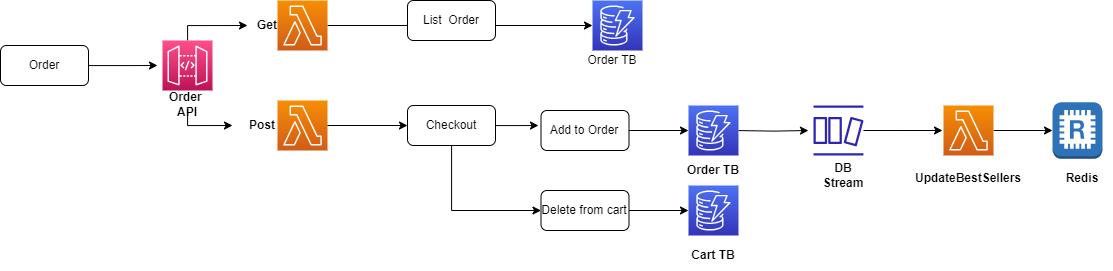 Order
Order
API
Get
List  Order
Order TB
Post
Checkout
Add to Order
Order TB
DB
Stream
UpdateBestSellers
R
Redis
Delete from cart
Cart TB